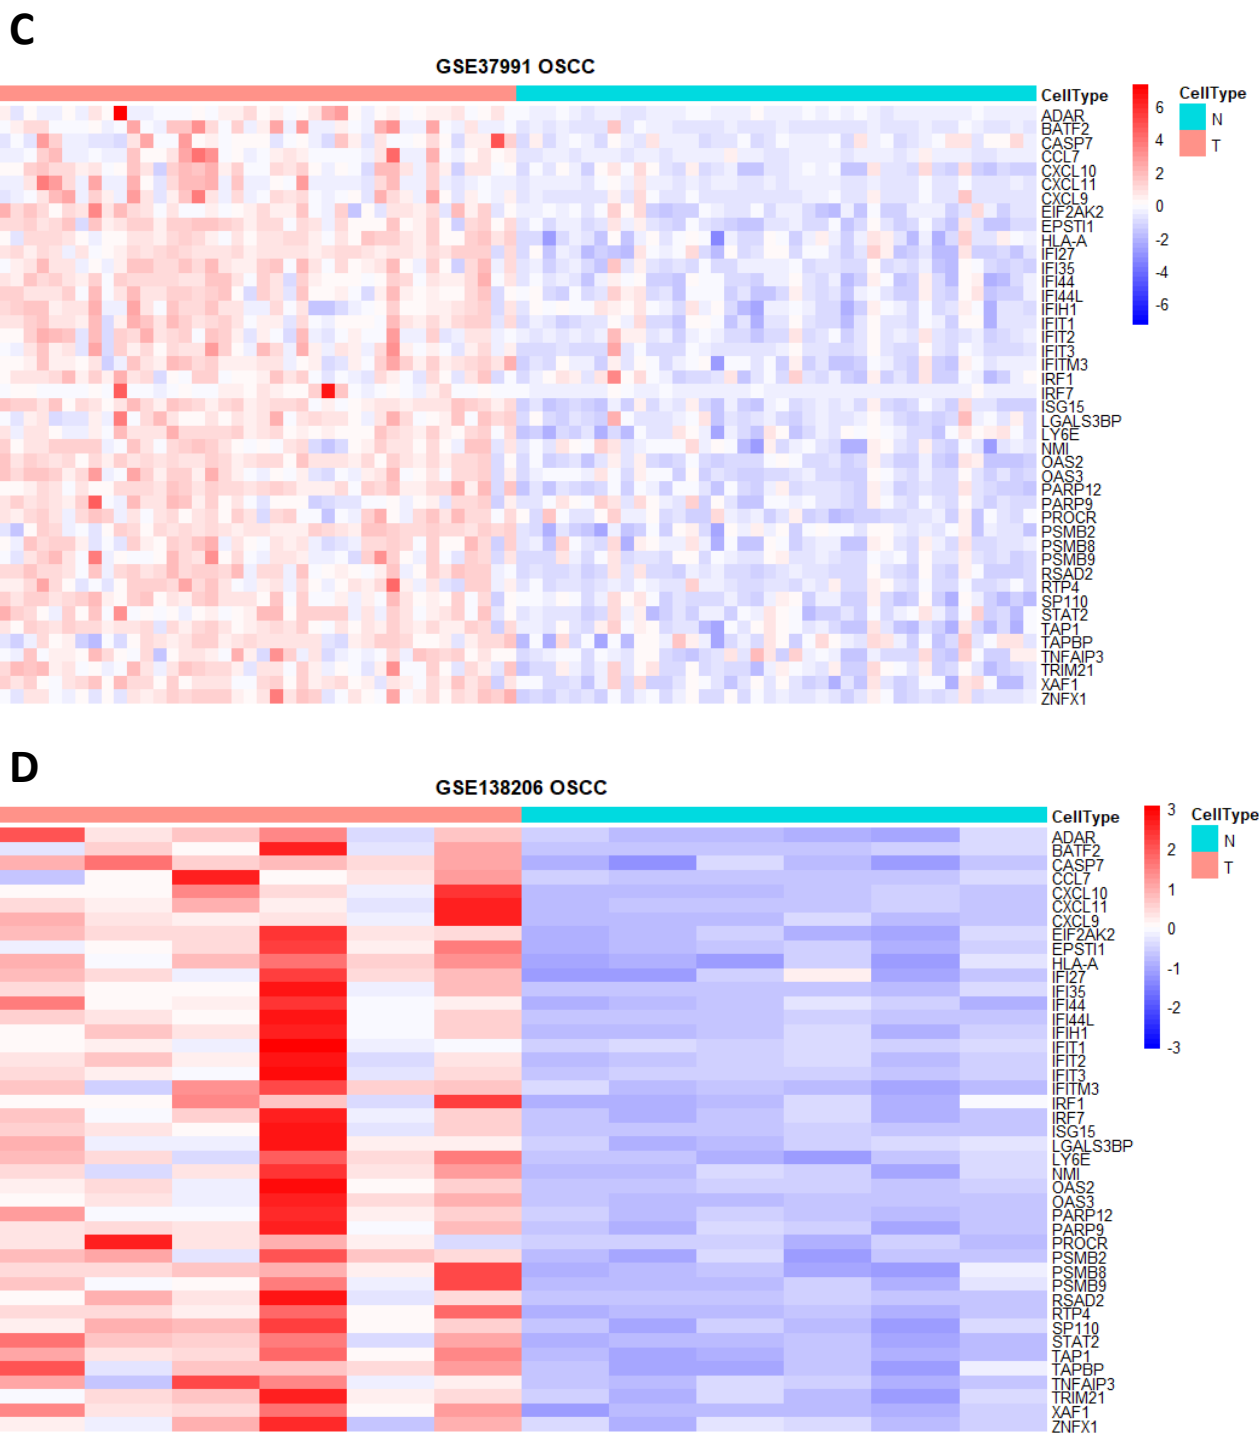 C
GSE37991 OSCC
CellType
ADAR
BATF2
CASP7
CCL7
CXCL10
CXCL11
CXCL9
EIF2AK2
EPSTI1
HLA-A
IFI27
IFI35
IFI44
IFI44L
IFIH1
IFIT1
IFIT2
IFIT3
IFITM3
IRF1
IRF7
ISG15
LGALS3BP
LY6E
NMI
OAS2
OAS3
PARP12
PARP9
PROCR
PSMB2
PSMB8
PSMB9
RSAD2
RTP4
SP110
STAT2
TAP1
TAPBP
TNFAIP3
TRIM21
XAF1
ZNFX1
6
4
2
0
-2
-4
-6
CellType
N
T
D
GSE138206 OSCC
CellType
ADAR
BATF2
CASP7
CCL7
CXCL10
CXCL11
CXCL9
EIF2AK2
EPSTI1
HLA-A
IFI27
IFI35
IFI44
IFI44L
IFIH1
IFIT1
IFIT2
IFIT3
IFITM3
IRF1
IRF7
ISG15
LGALS3BP
LY6E
NMI
OAS2
OAS3
PARP12
PARP9
PROCR
PSMB2
PSMB8
PSMB9
RSAD2
RTP4
SP110
STAT2
TAP1
TAPBP
TNFAIP3
TRIM21
XAF1
ZNFX1
3
2
1
0
-1
-2
-3
CellType
N
T